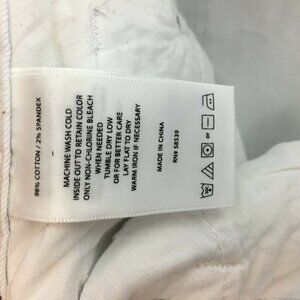 98% COTTON / 2% SPANDEX
MACHINE WASH COLD
INSIDE OUT TO RETAIN COLOR
ONLY NON-CHLORINE BLEACH
WHEN NEEDED
TUMBLE DRY LOW
OR FOR BETTER CARE
LAY FLAT TO DRY
WARM IRON IF NECESSARY
MADE IN CHINA
RN# 58539
or